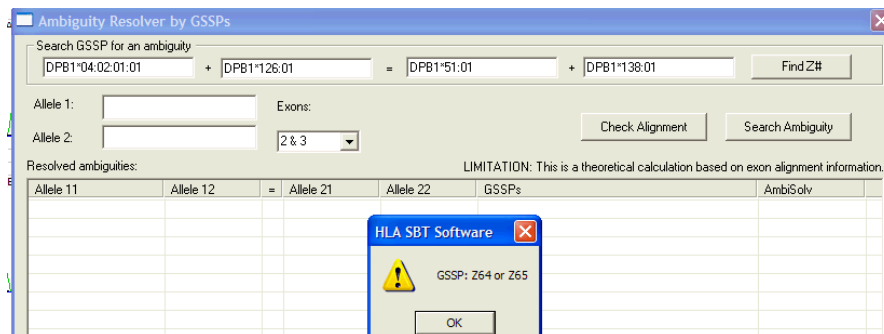 Ambiguity Resolver by GSSPs
Search GSSP for an ambiguity
DPB1*04:02:01:01 + DPB1*126:01 = DPB1*51:01 + DPB1*138:01 Find Z#
Allele 1: Exons:
Allele 2: 2 & 3 Check Alignment Search Ambiguity
Resolved ambiguities: LIMITATION: This is a theoretical calculation based on exon alignment information.
Allele 11 Allele 12 = Allele 21 Allele 22 GSSPs AmbiSolv
HLA SBT Software
GSSP: Z64 or Z65
OK